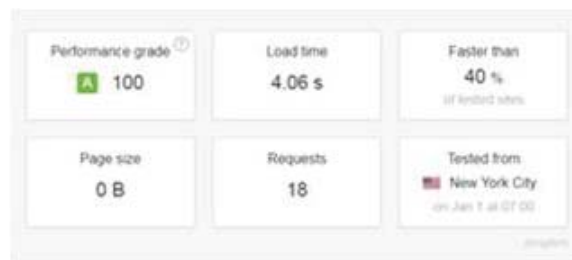 Performance grade ?
A 100
Load time
4.06 s
Faster than
40 %
of tested sites
Page size
0 B
Requests
18
Tested from
New York City
on Jan 1 at 07:00
pingdom